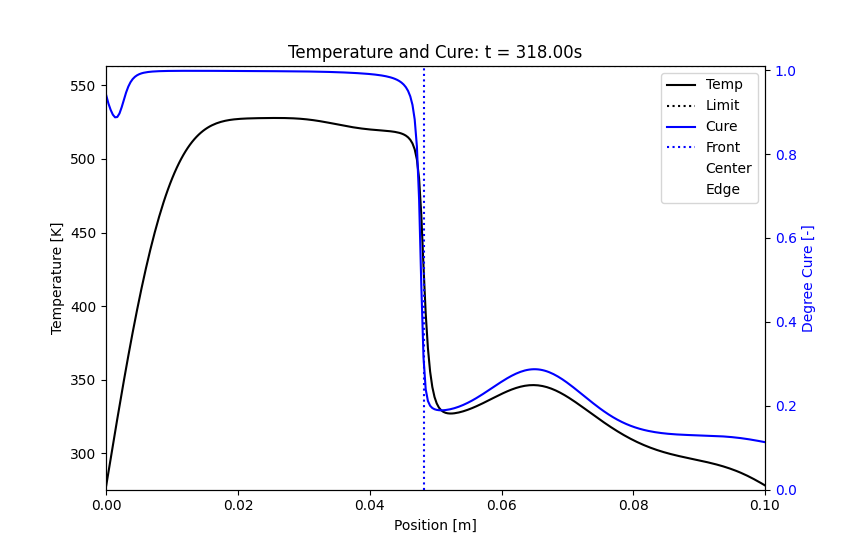 Temperature and Cure: t = 318.00s
Temp
Limit
Cure
Front
Center
Edge
Temperature [K]
550
500
450
400
350
300
Degree Cure [-]
1.0
0.8
0.6
0.4
0.2
0.0
0.00 0.02 0.04 0.06 0.08 0.10
Position [m]